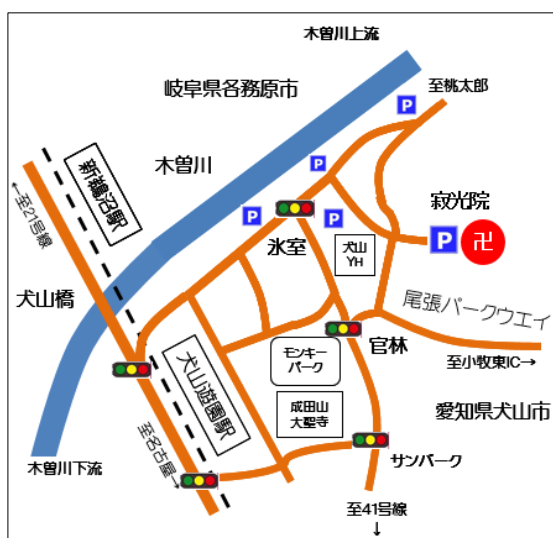 木曽川上流
岐阜県各務原市
至桃太郎
P
木曽川
新鵜沼駅
P
←至21号線
寂光院
P
P
P
卍
氷室
犬山
YH
犬山橋
尾張パークウエイ
官林
モンキー
パーク
至小牧東IC→
犬山遊園駅
成田山
大聖寺
愛知県犬山市
至名古屋→
木曽川下流
サンパーク
至41号線
↓